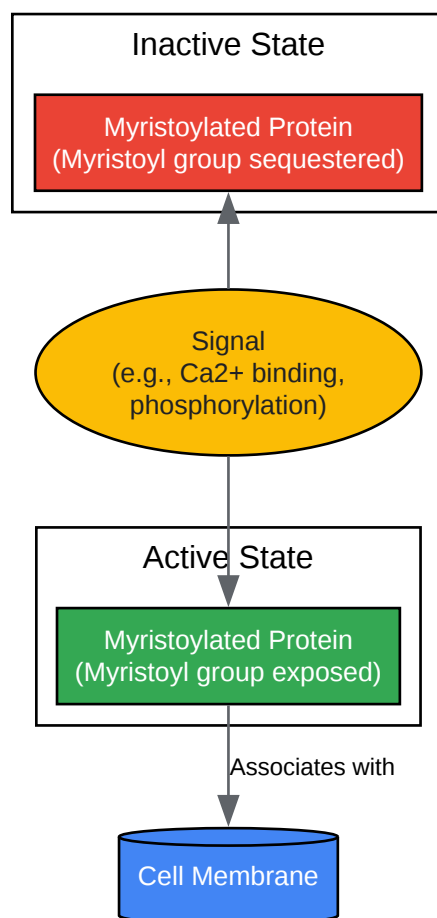 Inactive State
Myristoylated Protein
(Myristoyl group sequestered)
Signal
(e.g., Ca2+ binding,
phosphorylation)
Active State
Myristoylated Protein
(Myristoyl group exposed)
Associates with
Cell Membrane